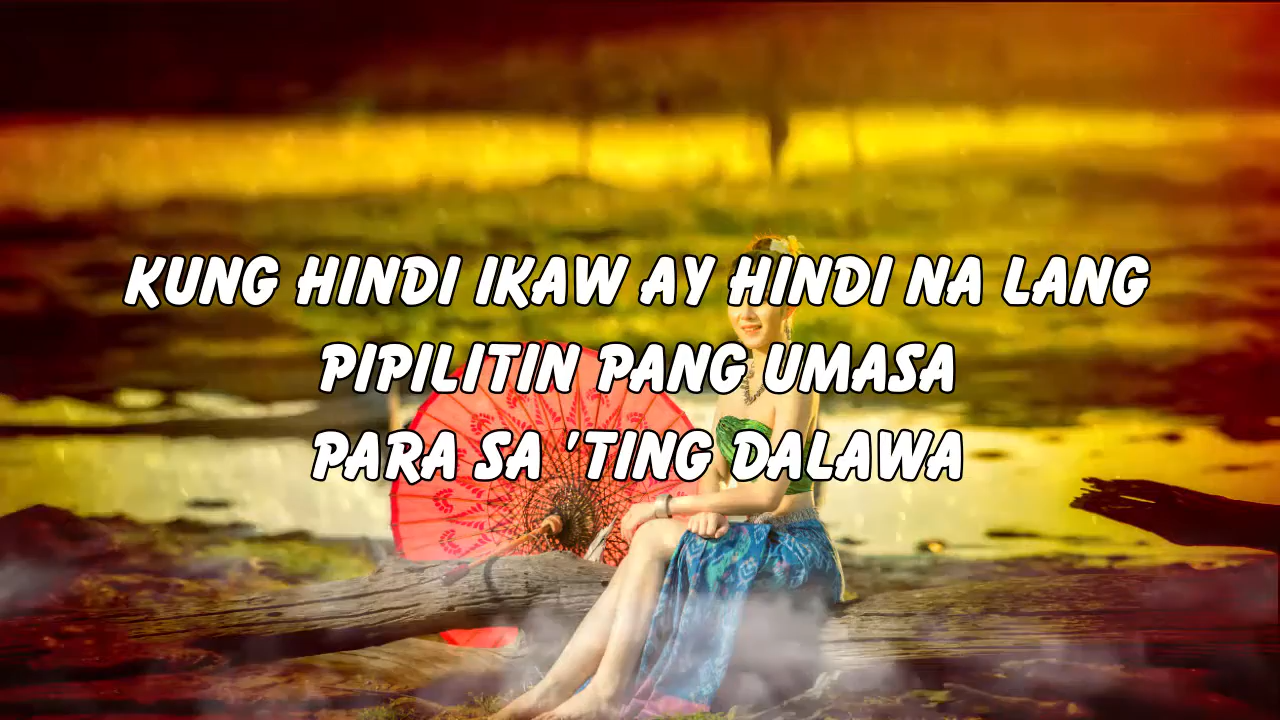 KUNG HINDI IKAW AY HINDI NA LANG
PIPILITIN PANG UMASA
PARA SA 'TING DALAWA